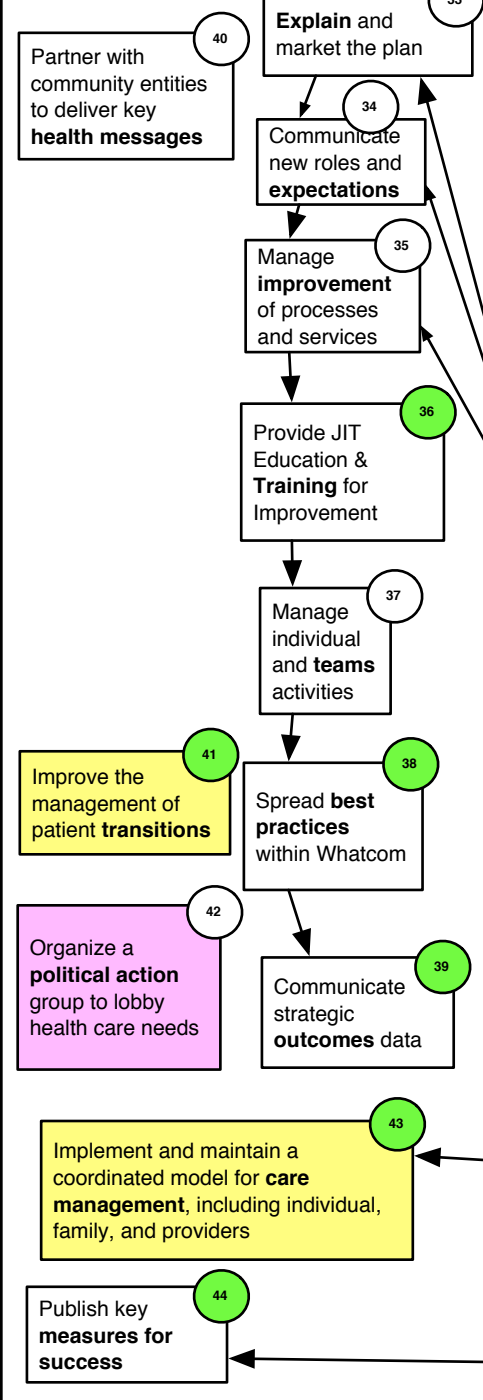 33
Explain and
market the plan
40
Partner with
community entities
to deliver key
health messages
34
Communicate
new roles and
expectations
35
Manage
improvement
of processes
and services
36
Provide JIT
Education &
Training for
Improvement
37
Manage
individual
and teams
activities
41
Improve the
management of
patient transitions
38
Spread best
practices
within Whatcom
42
Organize a
political action
group to lobby
health care needs
39
Communicate
strategic
outcomes data
43
Implement and maintain a
coordinated model for care
management, including individual,
family, and providers
44
Publish key
measures for
success